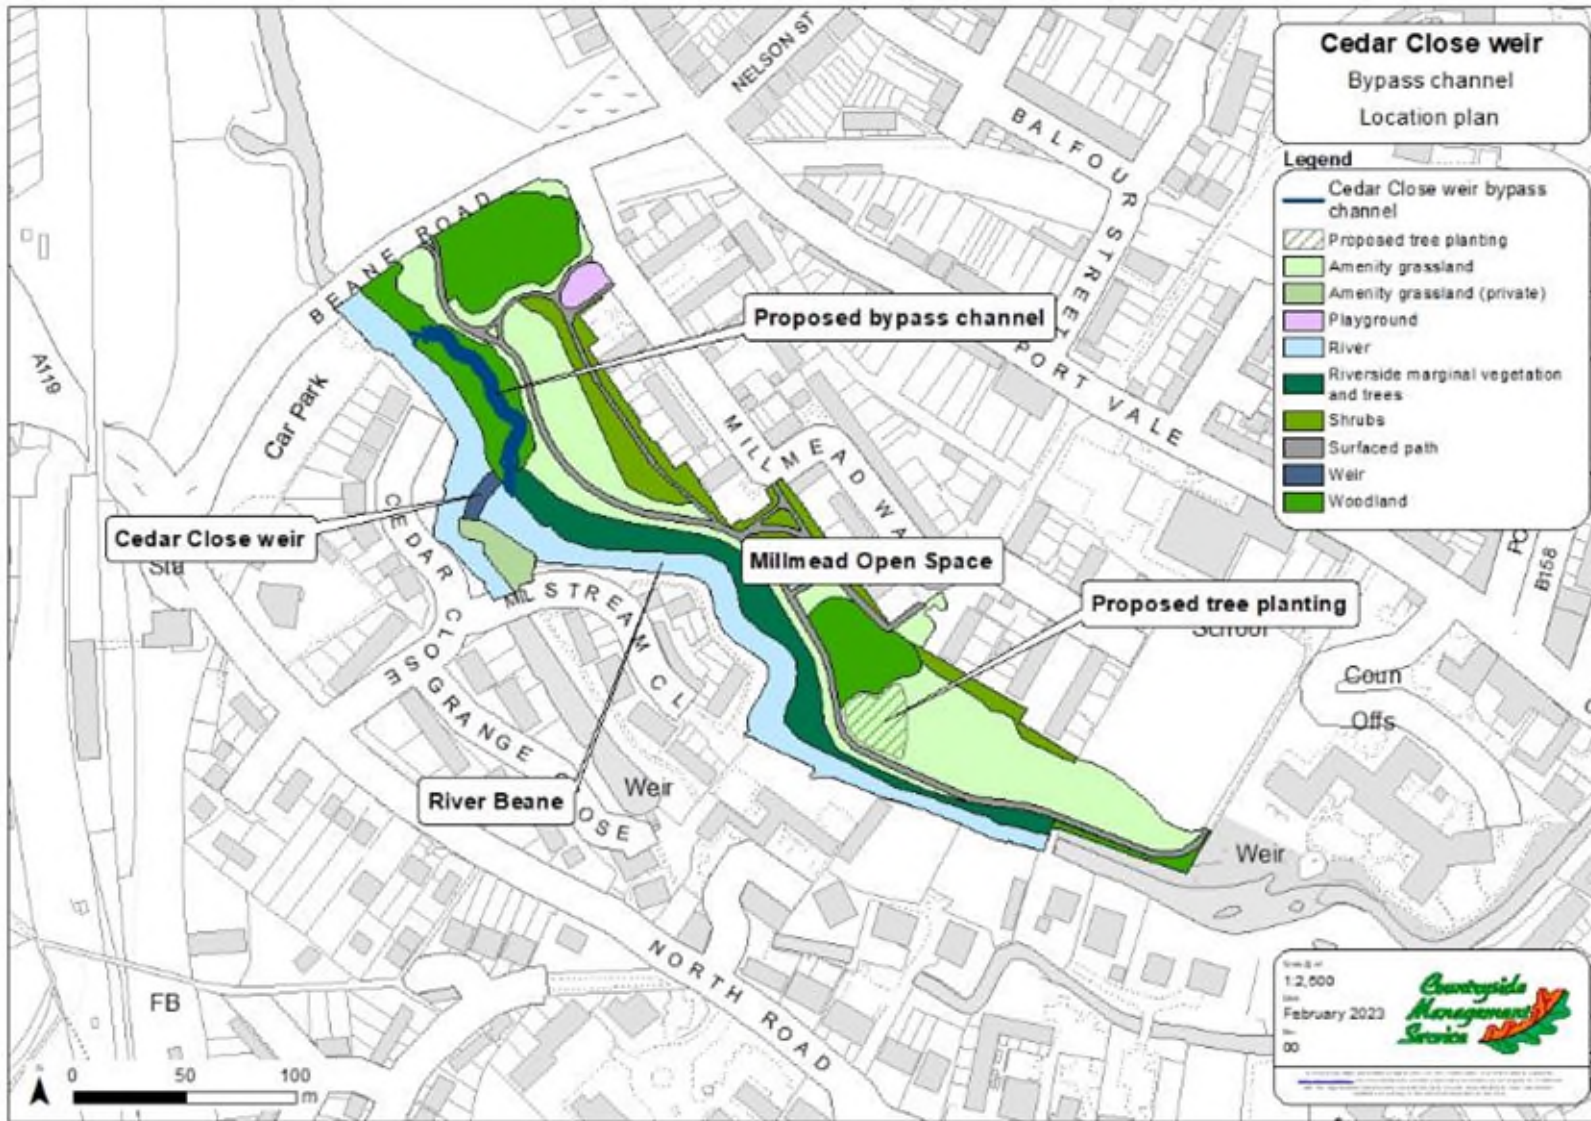 Cedar Close weir
Bypass channel
Location plan
Legend
Cedar Close weir bypass
channel
Proposed tree planting
Amenity grassland
Amenity grassland (private)
Playground
River
Riverside marginal vegetation
and trees
Shrubs
Surfaced path
Weir
Woodland
NELSON ST
BALFOUR STREET
BEANE ROAD
PORT VALE
Proposed bypass channel
A119
Car Park
MILLMEAD WA
CEDAR CLOSE
Cedar Close weir
Sta
Millmead Open Space
B158
Proposed tree planting
School
MILLSTREAM CL
Coun
Offs
GRANGE CLOSE
River Beane
Weir
Weir
NORTH ROAD
FB
0 50 100
m
N
1:2,500
February 2023
00
Countryside
Management
Service